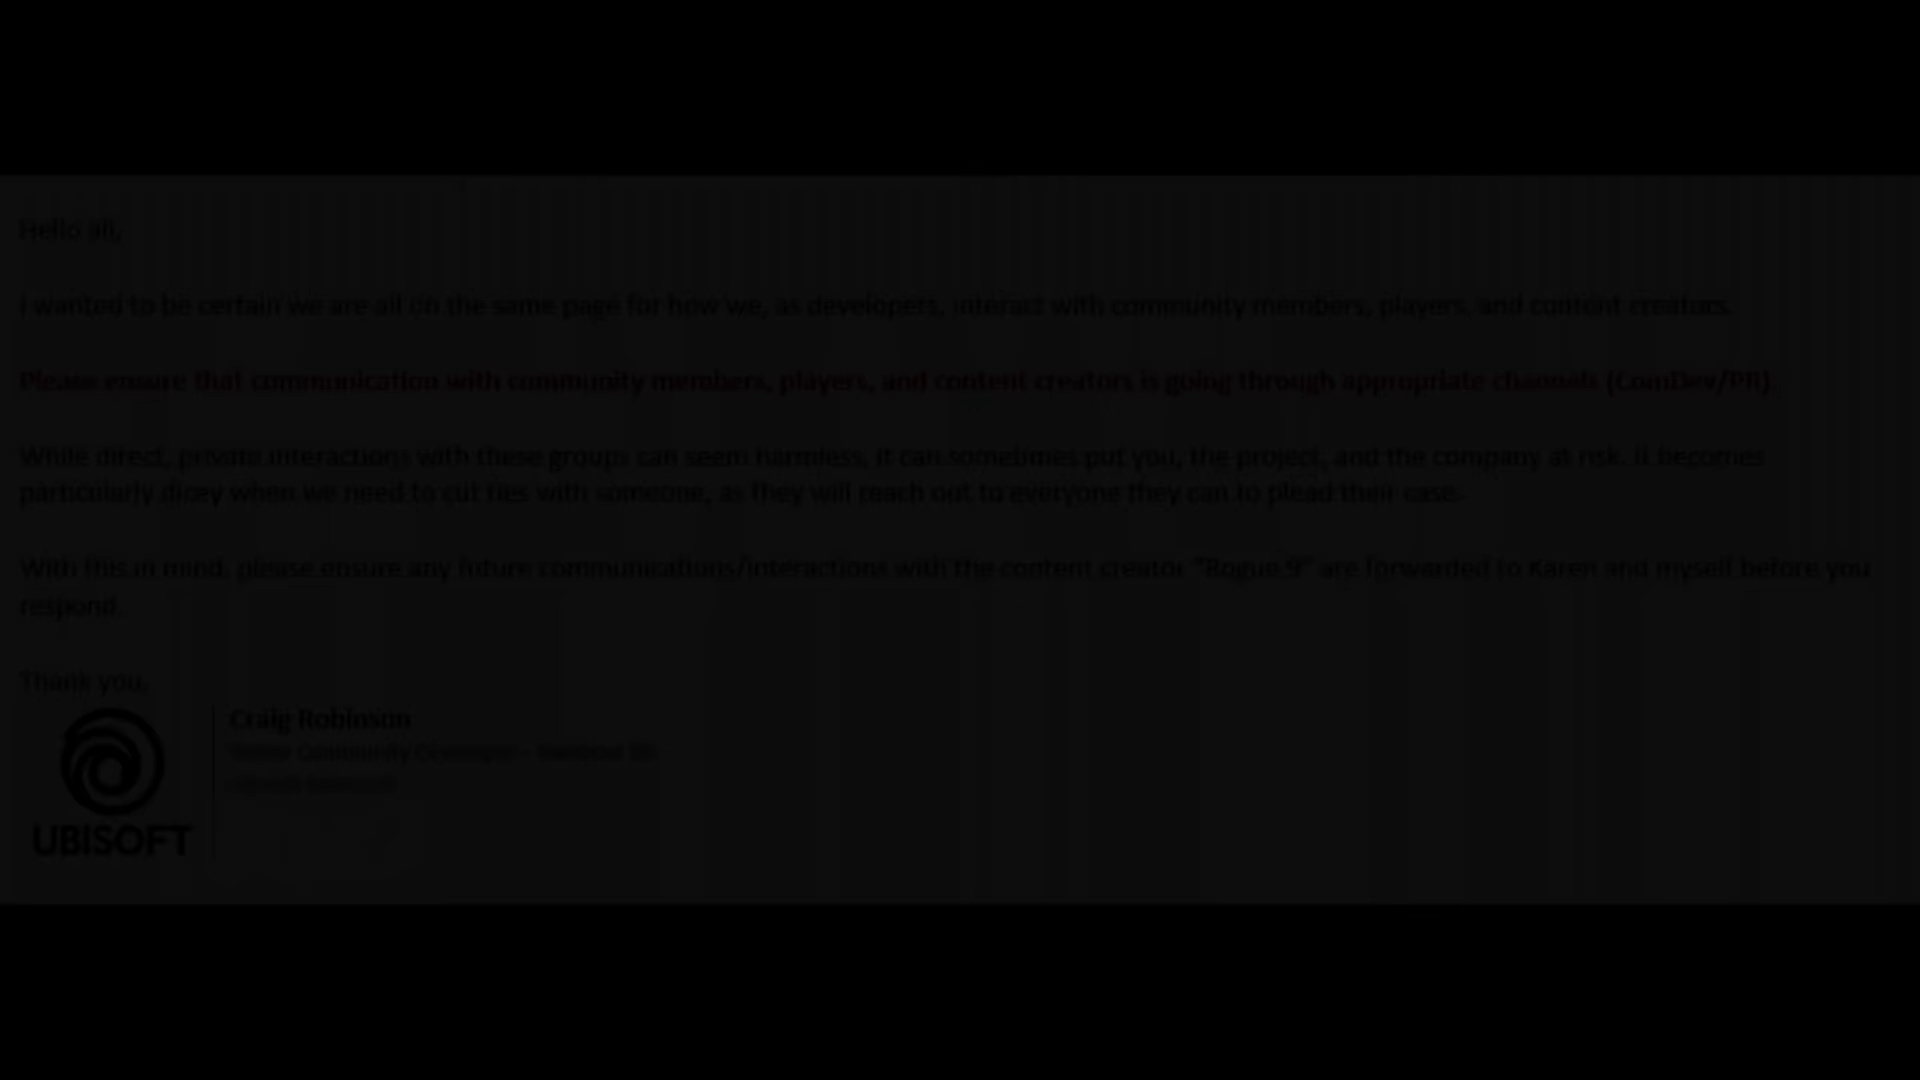 Hello all,
I wanted to be certain we are all on the same page for how we, as developers, interact with community members, players, and content creators.
Please ensure that communication with community members, players, and content creators is going through appropriate channels (ComDev/PR)
While direct, private interactions with these groups can seem harmless, it can sometimes put you, the project, and the company at risk. It becomes
particularly dicey when we need to cut ties with someone, as they will reach out to everyone they can to plead their case.
With this in mind, please ensure any future communications/interactions with the content creator "Rogue 9" are forwarded to Karen and myself before you
respond.
Thank you,
Craig Robinson
Community Developer – Rainbow Six
UBISOFT